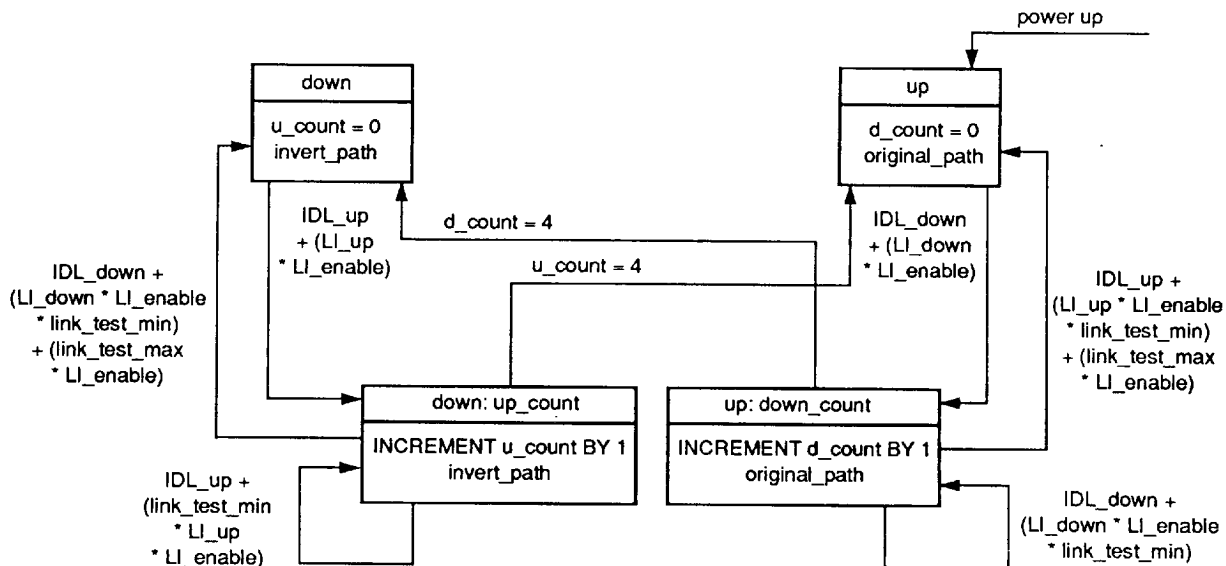 power up
down
u_count = 0
invert_path
up
d_count = 0
original_path
IDL_up
+ (LI_up
* LI_enable)
d_count = 4
u_count = 4
IDL_down
+ (LI_down
* LI_enable)
IDL_down +
(LI_down * LI_enable
* link_test_min)
+ (link_test_max
* LI_enable)
IDL_up +
(LI_up * LI_enable
* link_test_min)
+ (link_test_max
* LI_enable)
down: up_count
INCREMENT u_count BY 1
invert_path
up: down_count
INCREMENT d_count BY 1
original_path
IDL_up +
(link_test_min
* LI_up
* LI_enable)
IDL_down +
(LI_down * LI_enable
* link_test_min)